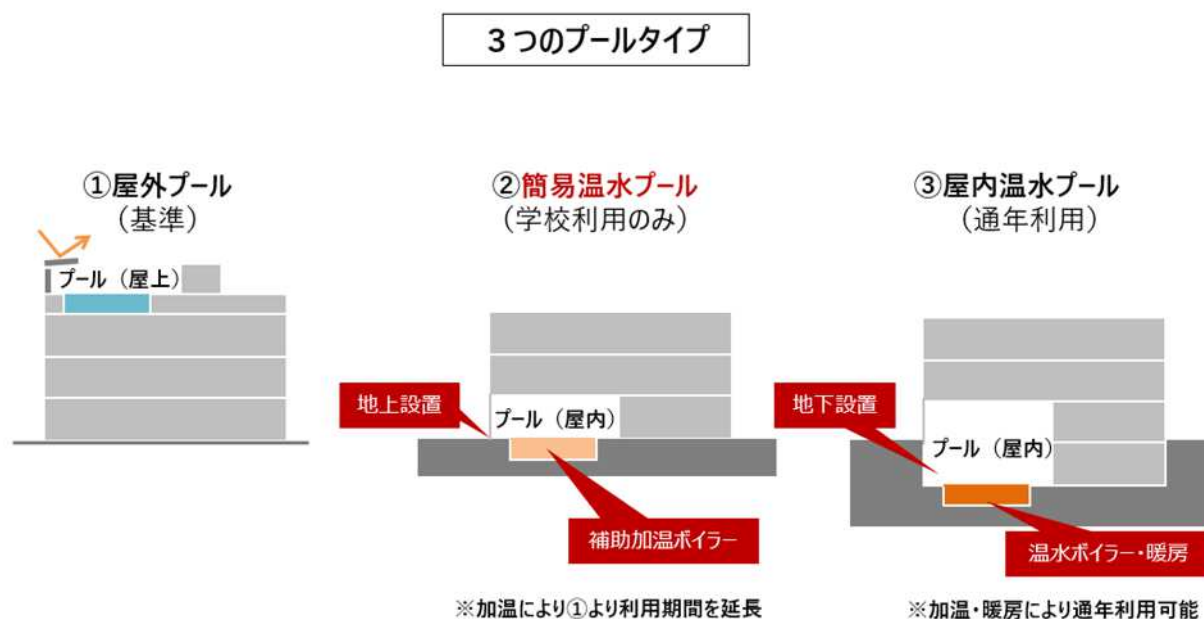 3つのプールタイプ
①屋外プール
(基準)
プール(屋上)
②簡易温水プール
(学校利用のみ)
地上設置
プール(屋内)
補助加温ボイラー
※加温により①より利用期間を延長
③屋内温水プール
(通年利用)
地下設置
プール(屋内)
温水ボイラー・暖房
※加温・暖房により通年利用可能